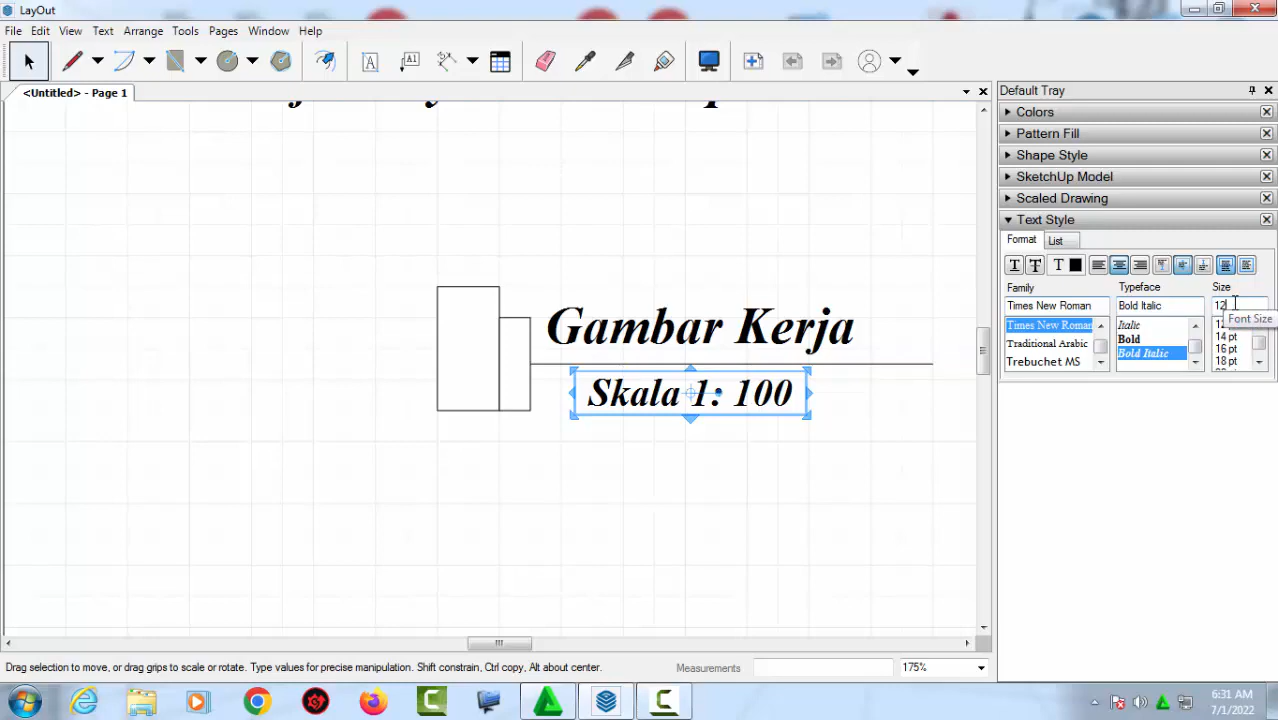 LayOut
File Edit View Text Arrange Tools Pages Window Help
<Untitled> - Page 1
Default Tray
Colors
Pattern Fill
Shape Style
SketchUp Model
Scaled Drawing
Text Style
Format List
Family Typeface Size
Times New Roman Bold Italic 12
Times New Roman Italic
Traditional Arabic Bold 14 pt
Bold Italic 16 pt
Trebuchet MS 18 pt
Font Size
Gambar Kerja
Skala 1: 100
Drag selection to move, or drag grips to scale or rotate. Type values for precise manipulation. Shift constrain, Ctrl copy, Alt about center.
Measurements 175%
6:31 AM
7/1/2022